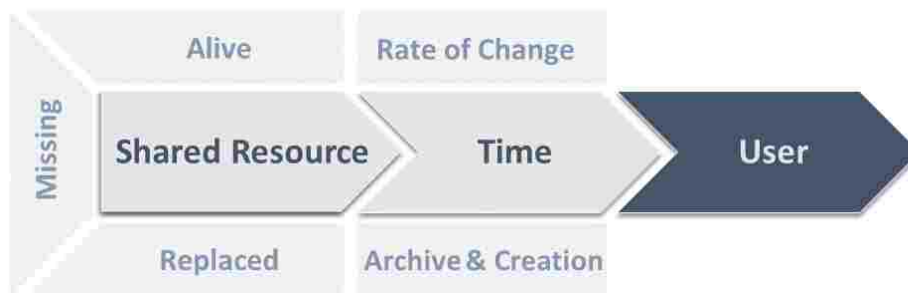 Alive
Rate of Change
Missing
Shared Resource
Time
User
Replaced
Archive & Creation